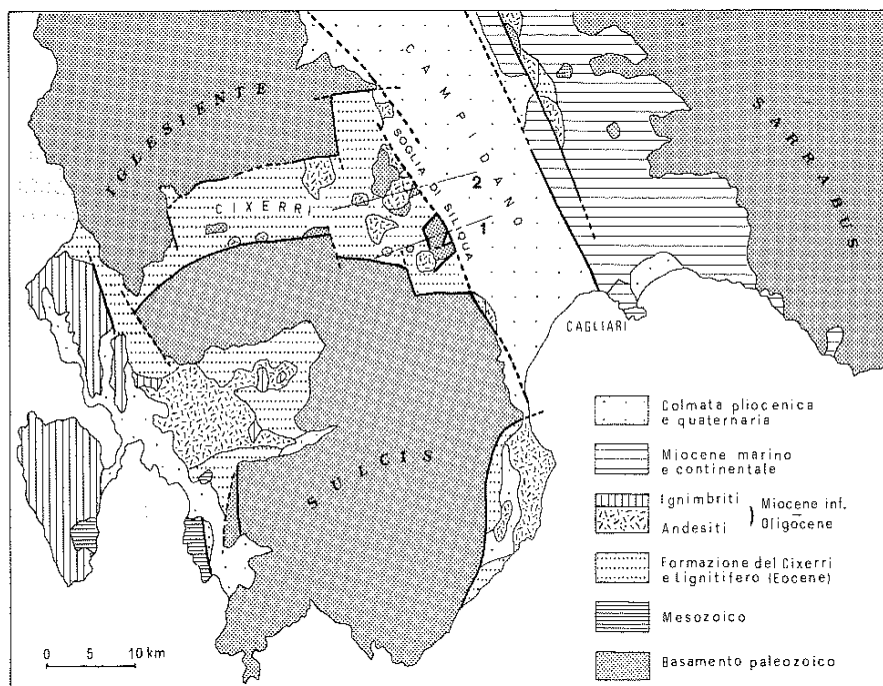 IGLESIENTE
CAMPIDANO
SARRABUS
SOGLIA DI SILIQUA
CIXERRI
2
1
CAGLIARI
SULCIS
Colmata pliocenica
e quaternaria
Miocene marino
e continentale
Ignimbriti
Andesiti
) Miocene inf.
–
Oligocene
Formazione del Cixerri
e Lignitifero (Eocene)
Mesozoico
Basamento paleozoico
0 5 10 km